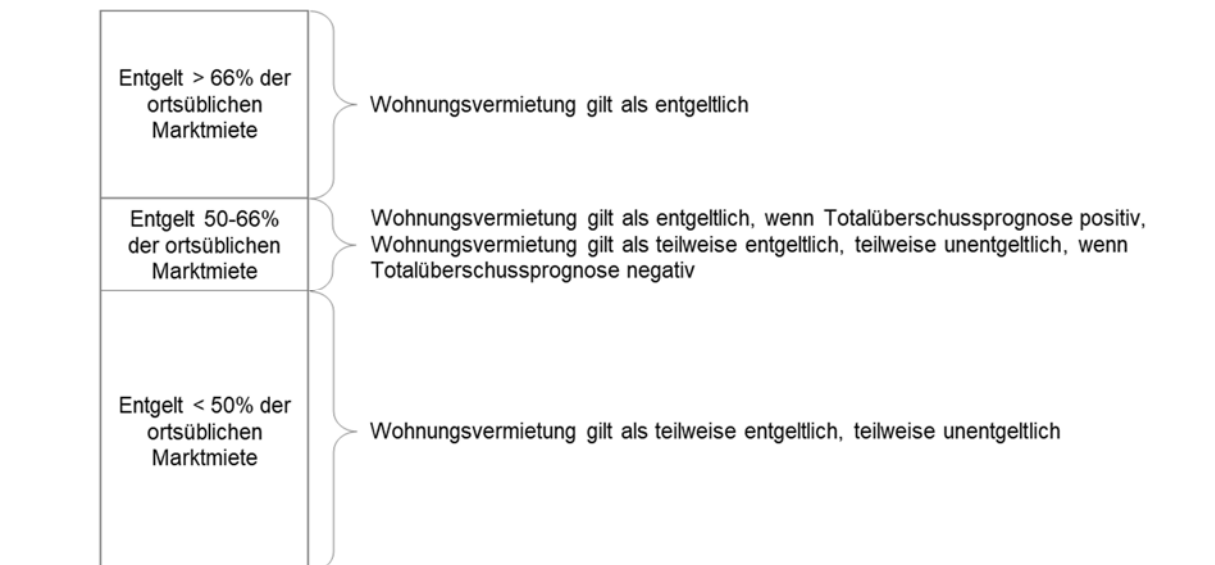 Entgelt > 66% der
ortsüblichen
Marktmiete
Wohnungsvermietung gilt als entgeltlich
Entgelt 50-66%
der ortsüblichen
Marktmiete
Wohnungsvermietung gilt als entgeltlich, wenn Totalüberschussprognose positiv,
Wohnungsvermietung gilt als teilweise entgeltlich, teilweise unentgeltlich, wenn
Totalüberschussprognose negativ
Entgelt < 50% der
ortsüblichen
Marktmiete
Wohnungsvermietung gilt als teilweise entgeltlich, teilweise unentgeltlich